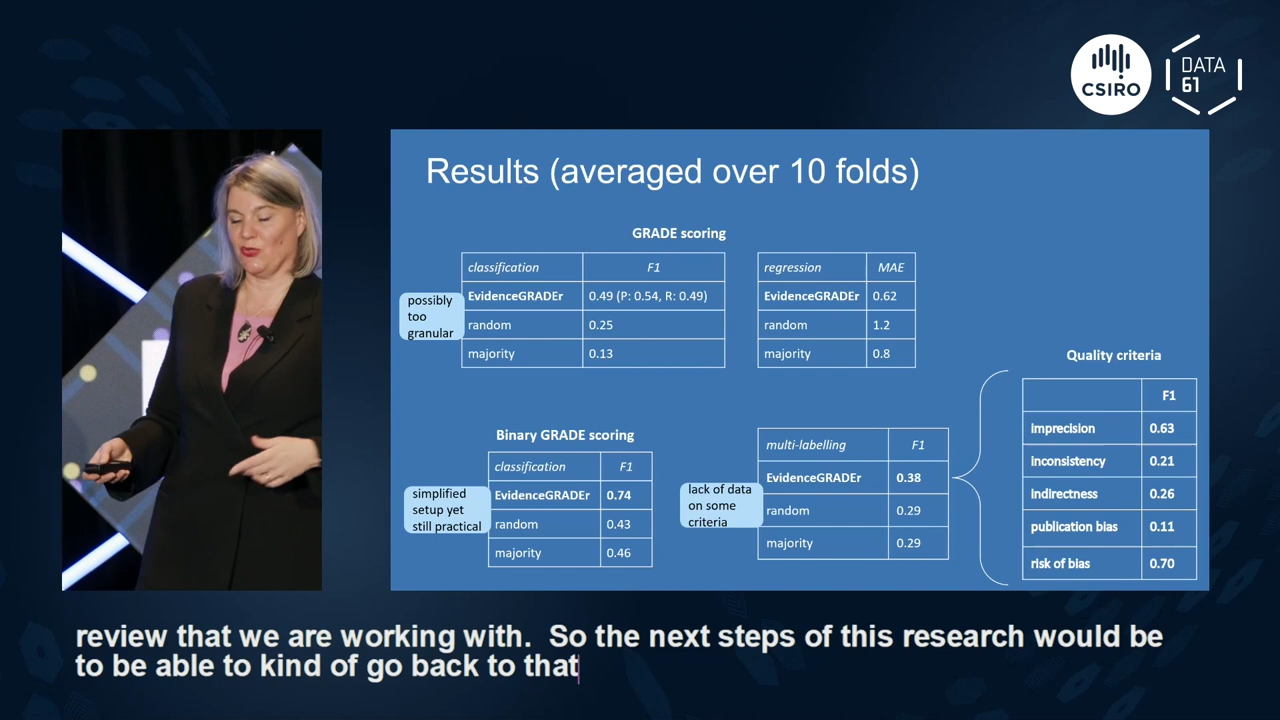 CSIRO
DATA
61
Results (averaged over 10 folds)
GRADE scoring
classification F1
EvidenceGRADEr 0.49 (P: 0.54, R: 0.49)
random 0.25
majority 0.13
possibly
too
granular
regression MAE
EvidenceGRADEr 0.62
random 1.2
majority 0.8
Binary GRADE scoring
classification F1
EvidenceGRADEr 0.74
random 0.43
majority 0.46
simplified
setup yet
still practical
multi-labelling F1
EvidenceGRADEr 0.38
random 0.29
majority 0.29
lack of data
on some
criteria
Quality criteria
F1
imprecision 0.63
inconsistency 0.21
indirectness 0.26
publication bias 0.11
risk of bias 0.70
review that we are working with.  So the next steps of this research would be
to be able to kind of go back to that